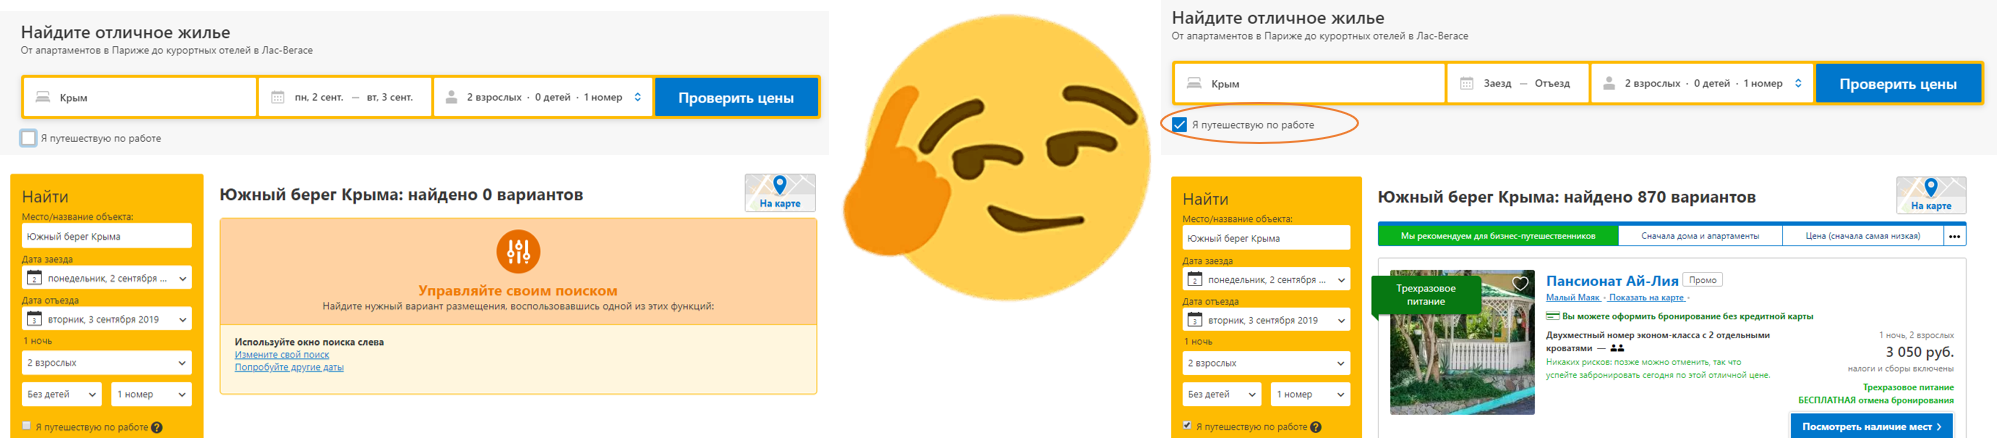 Найдите отличное жилье
От апартаментов в Париже до курортных отелей в Лас-Вегасе
Крым
пн, 2 сент. — вт, 3 сент.
2 взрослых · 0 детей · 1 номер
Проверить цены
Я путешествую по работе
Найти
Место/название объекта:
Южный берег Крыма
Дата заезда
2
понедельник, 2 сентября ...
Дата отъезда
3
вторник, 3 сентября 2019
1 ночь
2 взрослых
Без детей
1 номер
Я путешествую по работе ?
Южный берег Крыма: найдено 0 вариантов
На карте
Управляйте своим поиском
Найдите нужный вариант размещения, воспользовавшись одной из этих функций:
Используйте окно поиска слева
Измените свой поиск
Попробуйте другие даты
Найдите отличное жилье
От апартаментов в Париже до курортных отелей в Лас-Вегасе
Крым
Заезд — Отъезд
2 взрослых · 0 детей · 1 номер
Проверить цены
Я путешествую по работе
Найти
Место/название объекта:
Южный берег Крыма
Дата заезда
2
понедельник, 2 сентября ...
Дата отъезда
3
вторник, 3 сентября 2019
1 ночь
2 взрослых
Без детей
1 номер
Я путешествую по работе ?
Южный берег Крыма: найдено 870 вариантов
На карте
Мы рекомендуем для бизнес-путешественников
Сначала дома и апартаменты
Цена (сначала самая низкая)
•••
Трехразовое
питание
Пансионат Ай-Лия
Промо
Малый Маяк · Показать на карте ·
Вы можете оформить бронирование без кредитной карты
Двухместный номер эконом-класса с 2 отдельными
кроватями —
Никаких рисков: позже можно отменить, так что
успейте забронировать сегодня по этой отличной цене.
1 ночь, 2 взрослых
3 050 руб.
налоги и сборы включены
Трехразовое питание
БЕСПЛАТНАЯ отмена бронирования
Посмотреть наличие мест